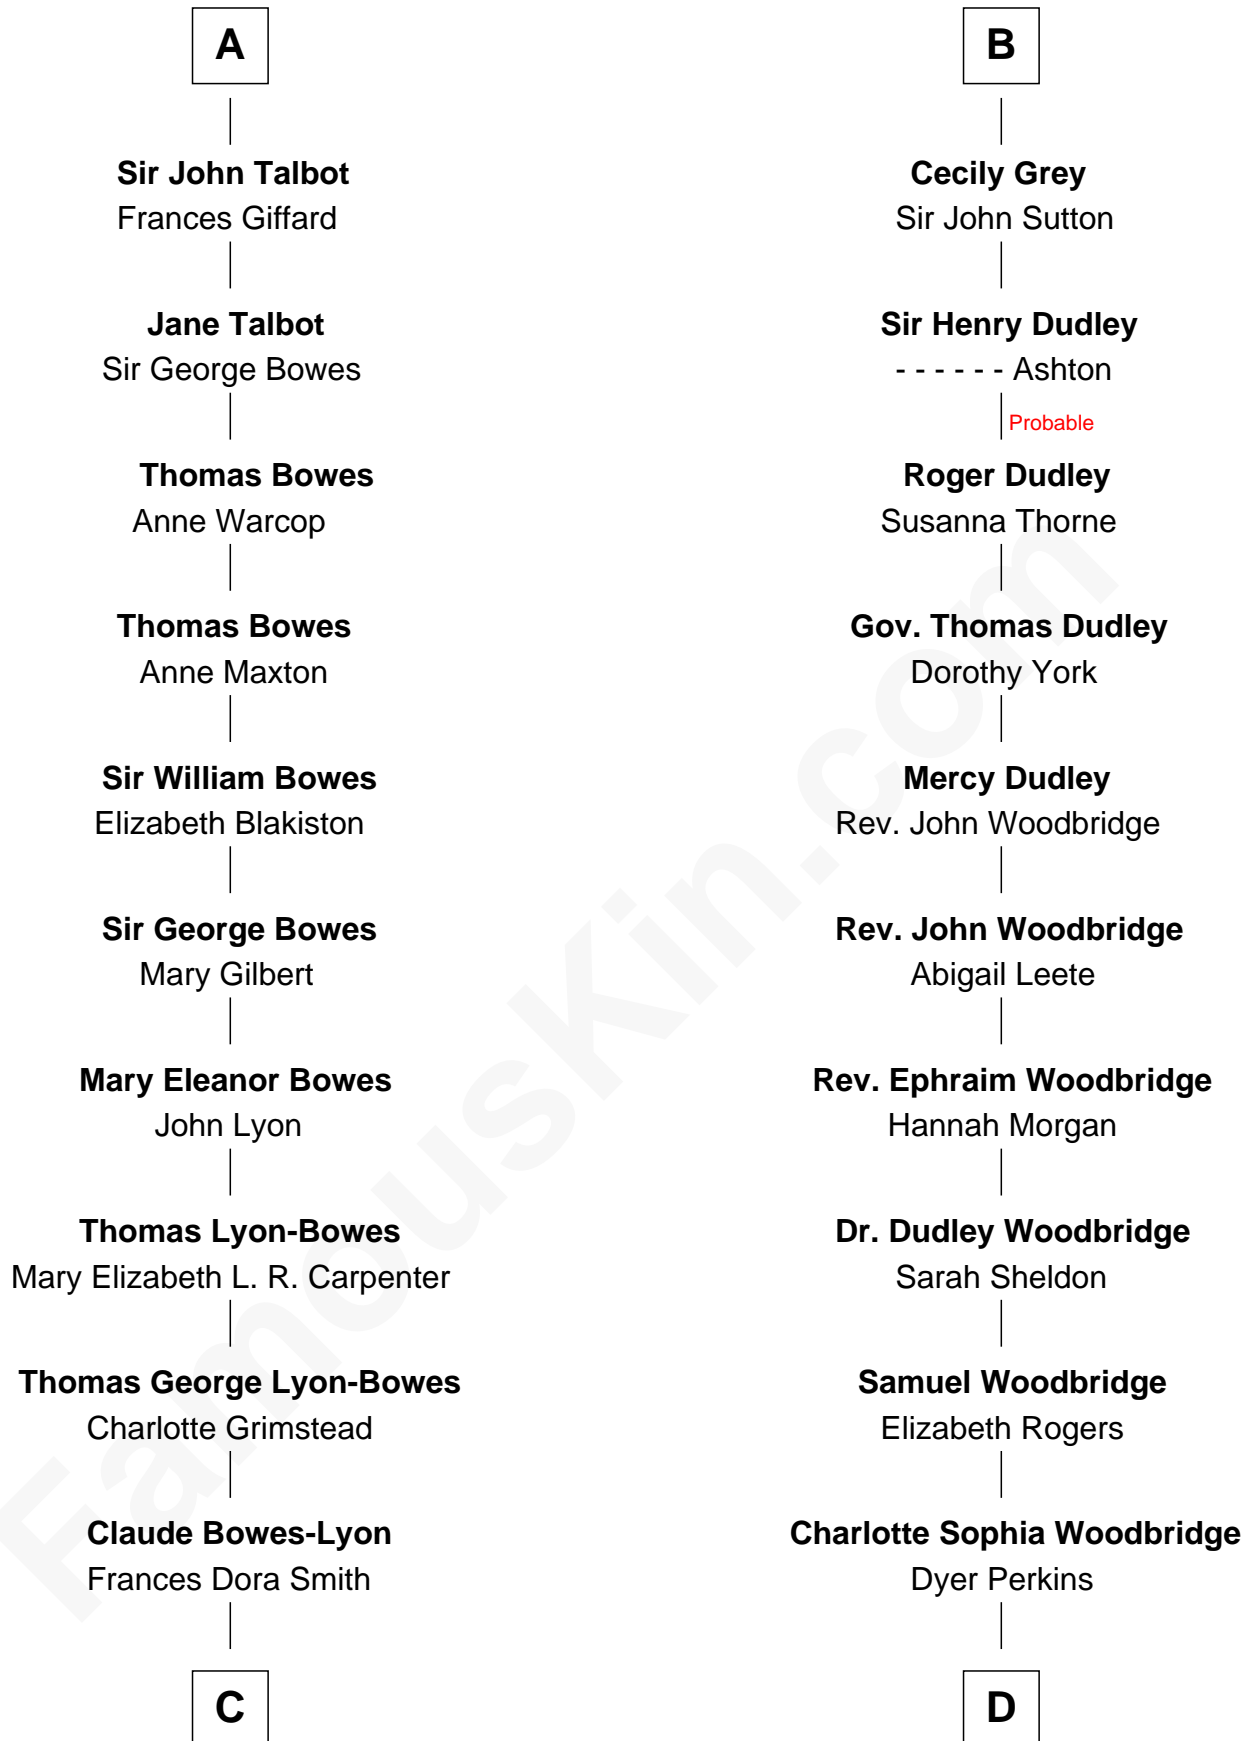 A
Sir John Talbot
Frances Giffard
Jane Talbot
Sir George Bowes
Thomas Bowes
Anne Warcop
Thomas Bowes
Anne Maxton
Sir William Bowes
Elizabeth Blakiston
Sir George Bowes
Mary Gilbert
Mary Eleanor Bowes
John Lyon
Thomas Lyon-Bowes
Mary Elizabeth L. R. Carpenter
Thomas George Lyon-Bowes
Charlotte Grimstead
Claude Bowes-Lyon
Frances Dora Smith
C
B
Cecily Grey
Sir John Sutton
Sir Henry Dudley
- - - - - - Ashton
Probable
Roger Dudley
Susanna Thorne
Gov. Thomas Dudley
Dorothy York
Mercy Dudley
Rev. John Woodbridge
Rev. John Woodbridge
Abigail Leete
Rev. Ephraim Woodbridge
Hannah Morgan
Dr. Dudley Woodbridge
Sarah Sheldon
Samuel Woodbridge
Elizabeth Rogers
Charlotte Sophia Woodbridge
Dyer Perkins
D
FamousKin.com